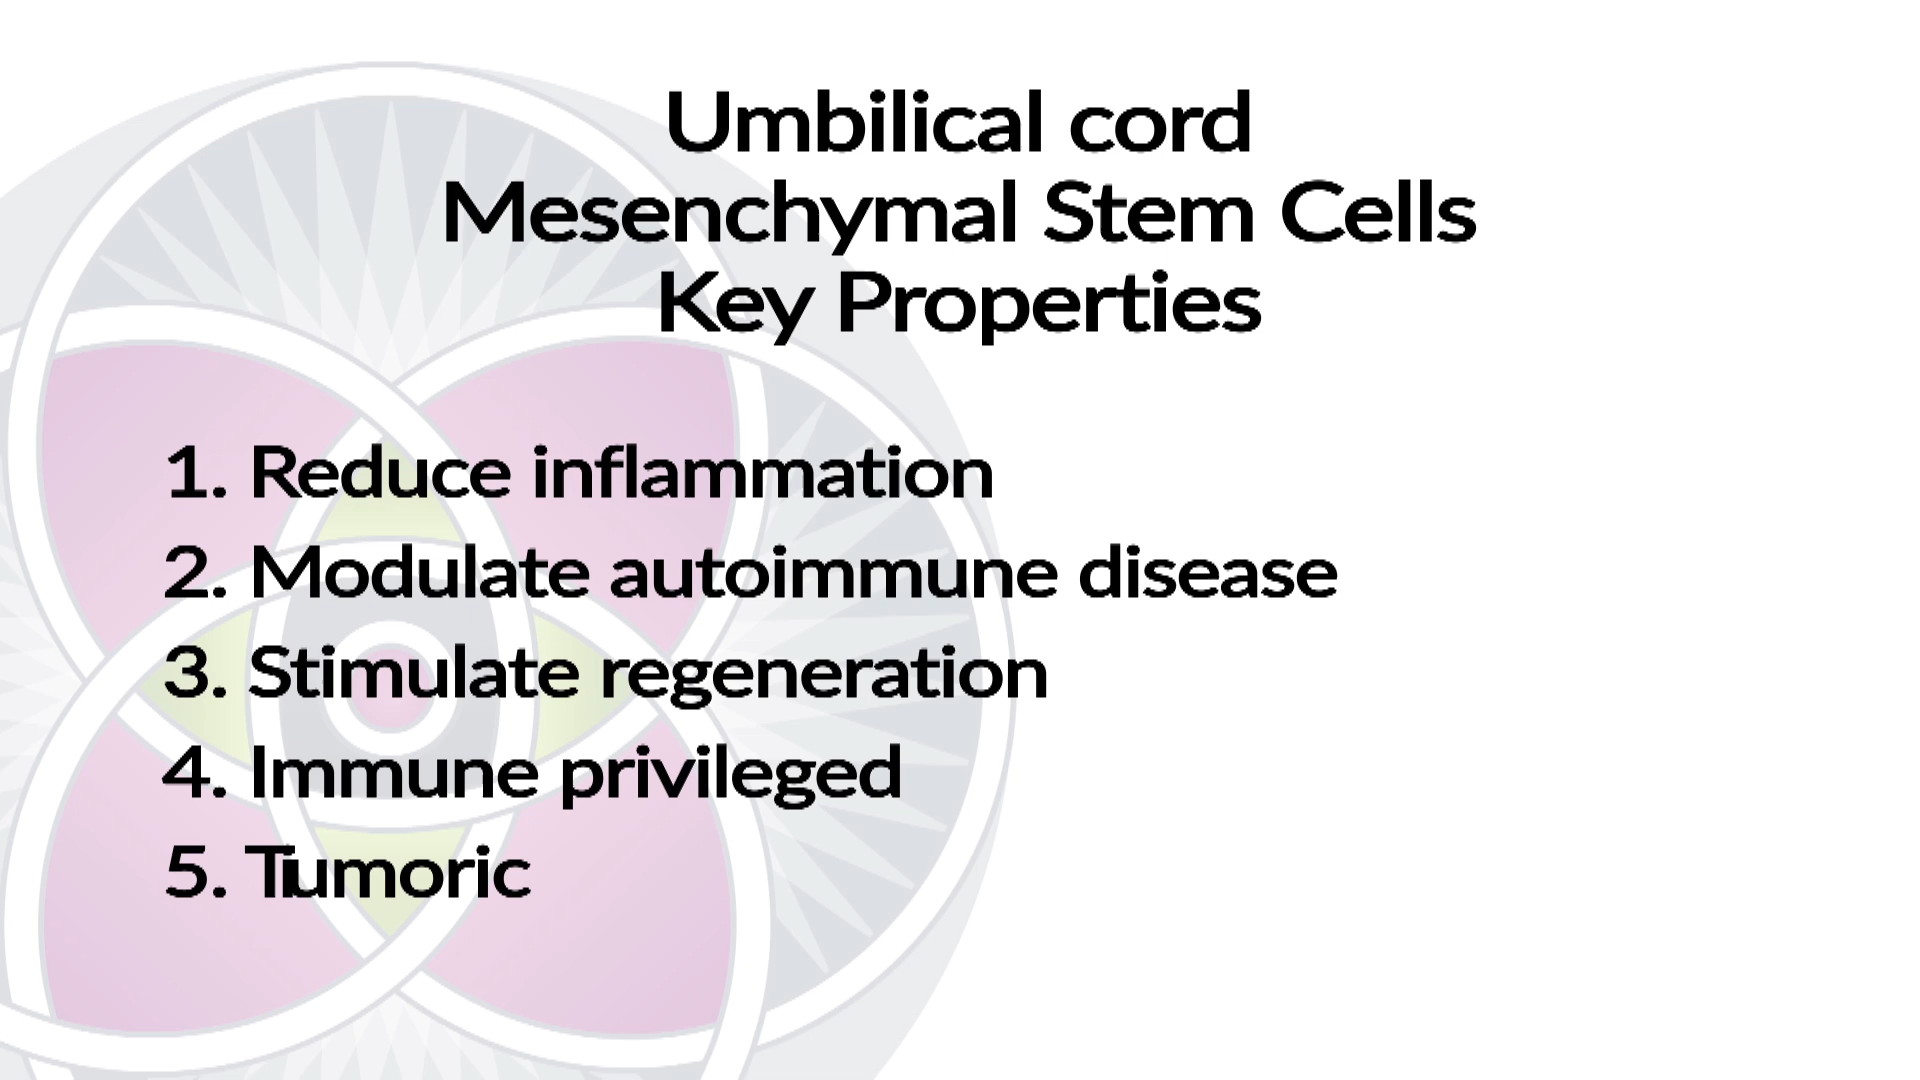 Umbilical cord
Mesenchymal Stem Cells
Key Properties
1. Reduce inflammation
2. Modulate autoimmune disease
3. Stimulate regeneration
4. Immune privileged
5.